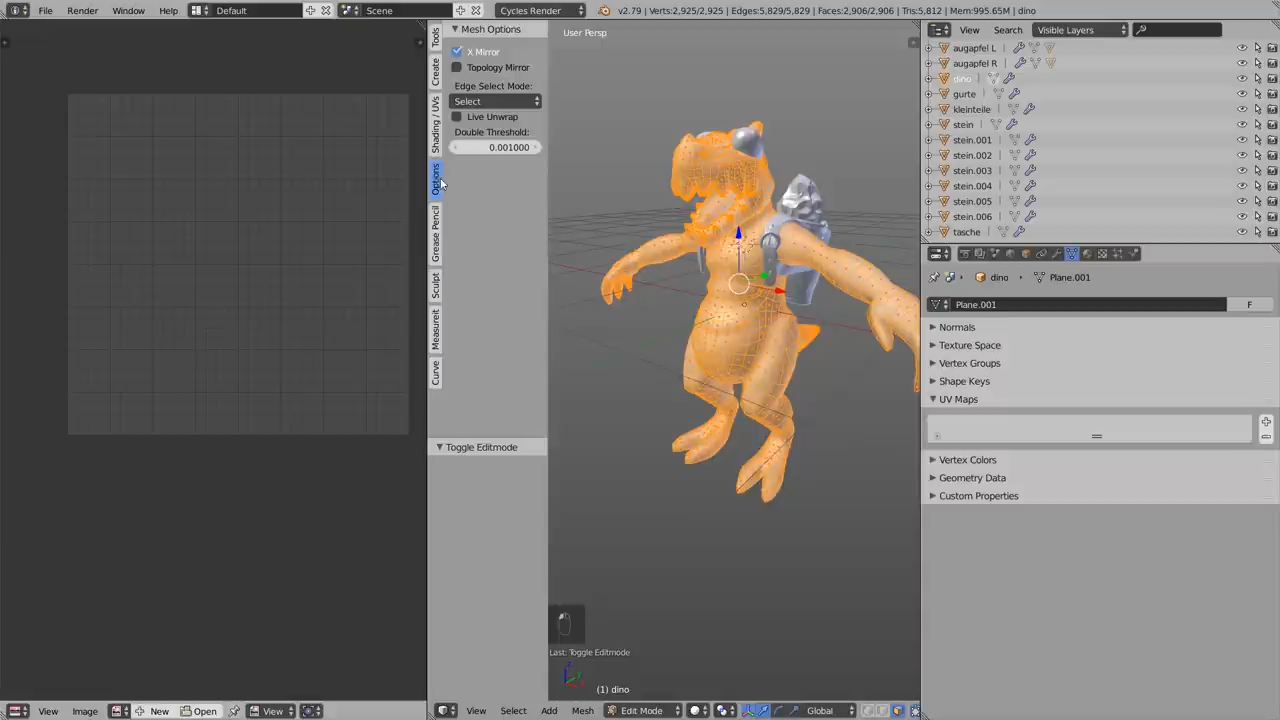 File Render Window Help Default Scene Cycles Render v2.79 | Verts:2,925/2,925 | Edges:5,829/5,829 | Faces:2,906/2,906 | Tris:5,812 | Mem:995.65M | dino
Tools
Create
Shading / UVs
Options
Grease Pencil
Sculpt
Measureit
Curve
Mesh Options
X Mirror
Topology Mirror
Edge Select Mode:
Select
Live Unwrap
Double Threshold:
0.001000
Toggle Editmode
User Persp
Last: Toggle Editmode
(1) dino
View Search Visible Layers
augapfel L
augapfel R
dino
gurte
kleinteile
stein
stein.001
stein.002
stein.003
stein.004
stein.005
stein.006
tasche
dino Plane.001
Plane.001 F
Normals
Texture Space
Vertex Groups
Shape Keys
UV Maps
Vertex Colors
Geometry Data
Custom Properties
View Image New Open View
View Select Add Mesh Edit Mode Global